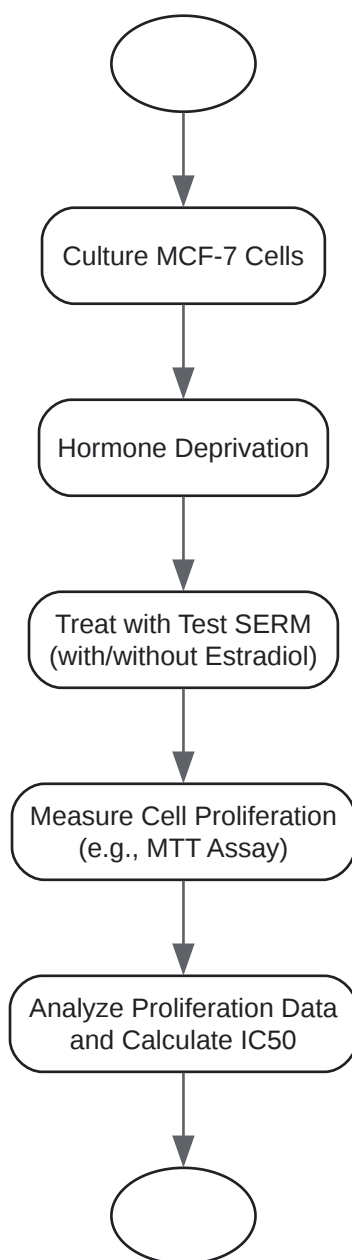 Culture MCF-7 Cells
Hormone Deprivation
Treat with Test SERM
(with/without Estradiol)
Measure Cell Proliferation
(e.g., MTT Assay)
Analyze Proliferation Data
and Calculate IC50